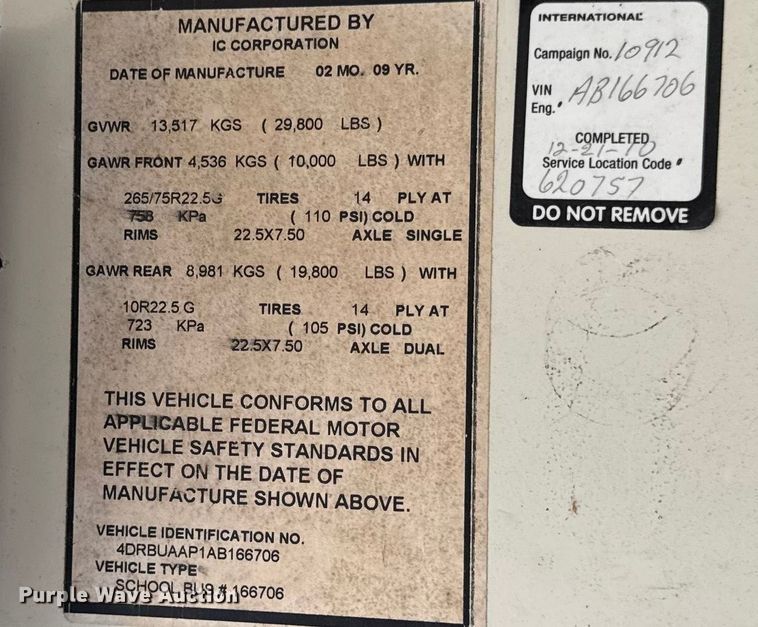 MANUFACTURED BY
IC CORPORATION
DATE OF MANUFACTURE 02 MO. 09 YR.
GVWR 13,517 KGS ( 29,800 LBS )
GAWR FRONT 4,536 KGS ( 10,000 LBS ) WITH
265/75R22.5G TIRES 14 PLY AT
758 KPa ( 110 PSI) COLD
RIMS 22.5X7.50 AXLE SINGLE
GAWR REAR 8,981 KGS ( 19,800 LBS ) WITH
10R22.5 G TIRES 14 PLY AT
723 KPa ( 105 PSI) COLD
RIMS 22.5X7.50 AXLE DUAL
THIS VEHICLE CONFORMS TO ALL
APPLICABLE FEDERAL MOTOR
VEHICLE SAFETY STANDARDS IN
EFFECT ON THE DATE OF
MANUFACTURE SHOWN ABOVE.
VEHICLE IDENTIFICATION NO.
4DRBUAAP1AB166706
VEHICLE TYPE
SCHOOL BUS # 166706
INTERNATIONAL
Campaign No. 10912
VIN AB166706
Eng. #
COMPLETED
12-21-10
Service Location Code #
620757
DO NOT REMOVE
Purple Wave Auction